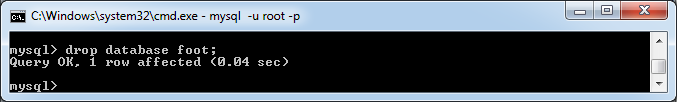 C:\Windows\system32\cmd.exe - mysql -u root -p
mysql> drop database foot;
Query OK, 1 row affected (0.04 sec)
mysql>